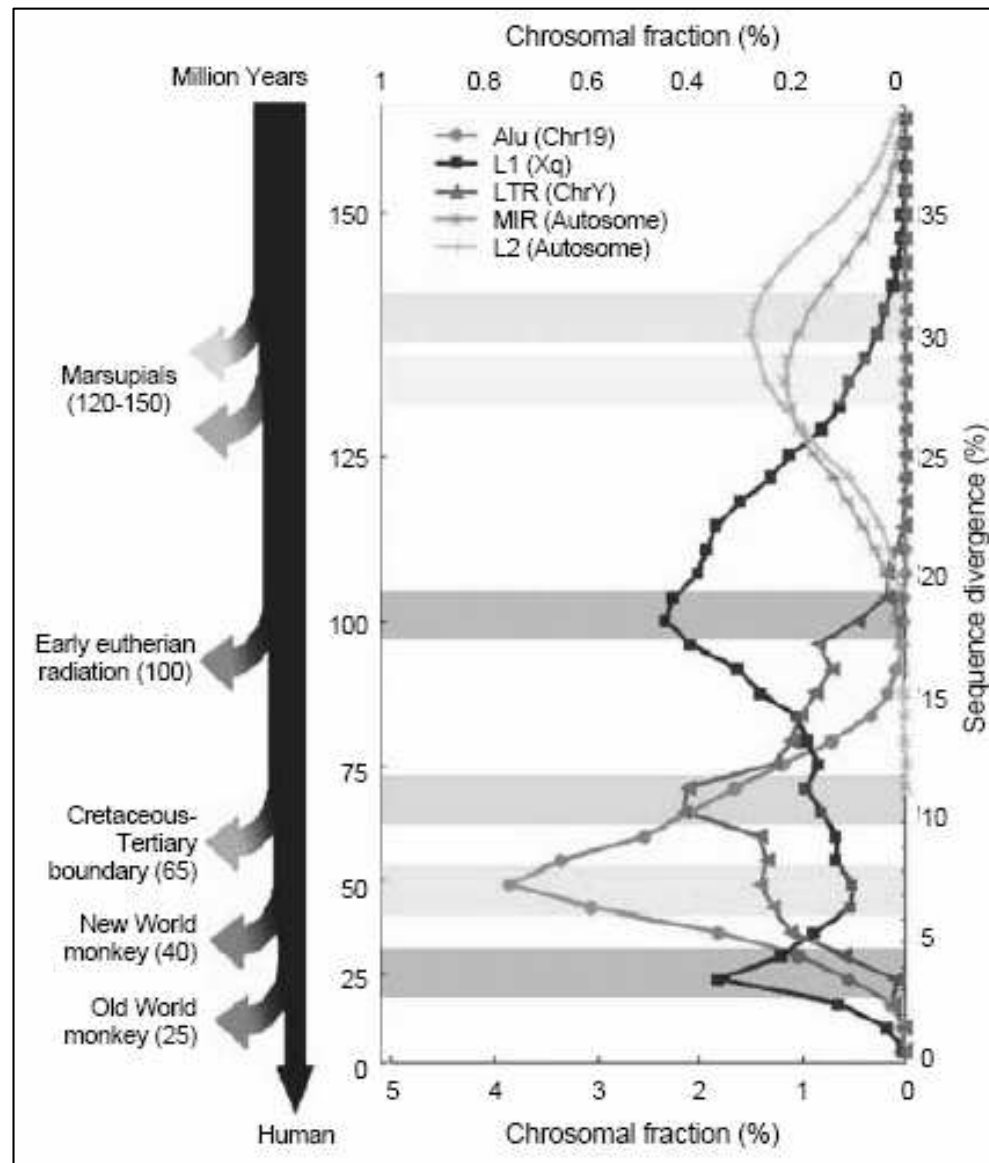 Chrosomal fraction (%)
Million Years
1 0.8 0.6 0.4 0.2 0
Alu (Chr19)
L1 (Xq)
LTR (ChrY)
MIR (Autosome)
L2 (Autosome)
150
125
100
75
50
25
0
35
30
25
20
15
10
5
0
Sequence divergence (%)
Marsupials
(120-150)
Early eutherian
radiation (100)
Cretaceous-
Tertiary
boundary (65)
New World
monkey (40)
Old World
monkey (25)
Human
5 4 3 2 1 0
Chrosomal fraction (%)